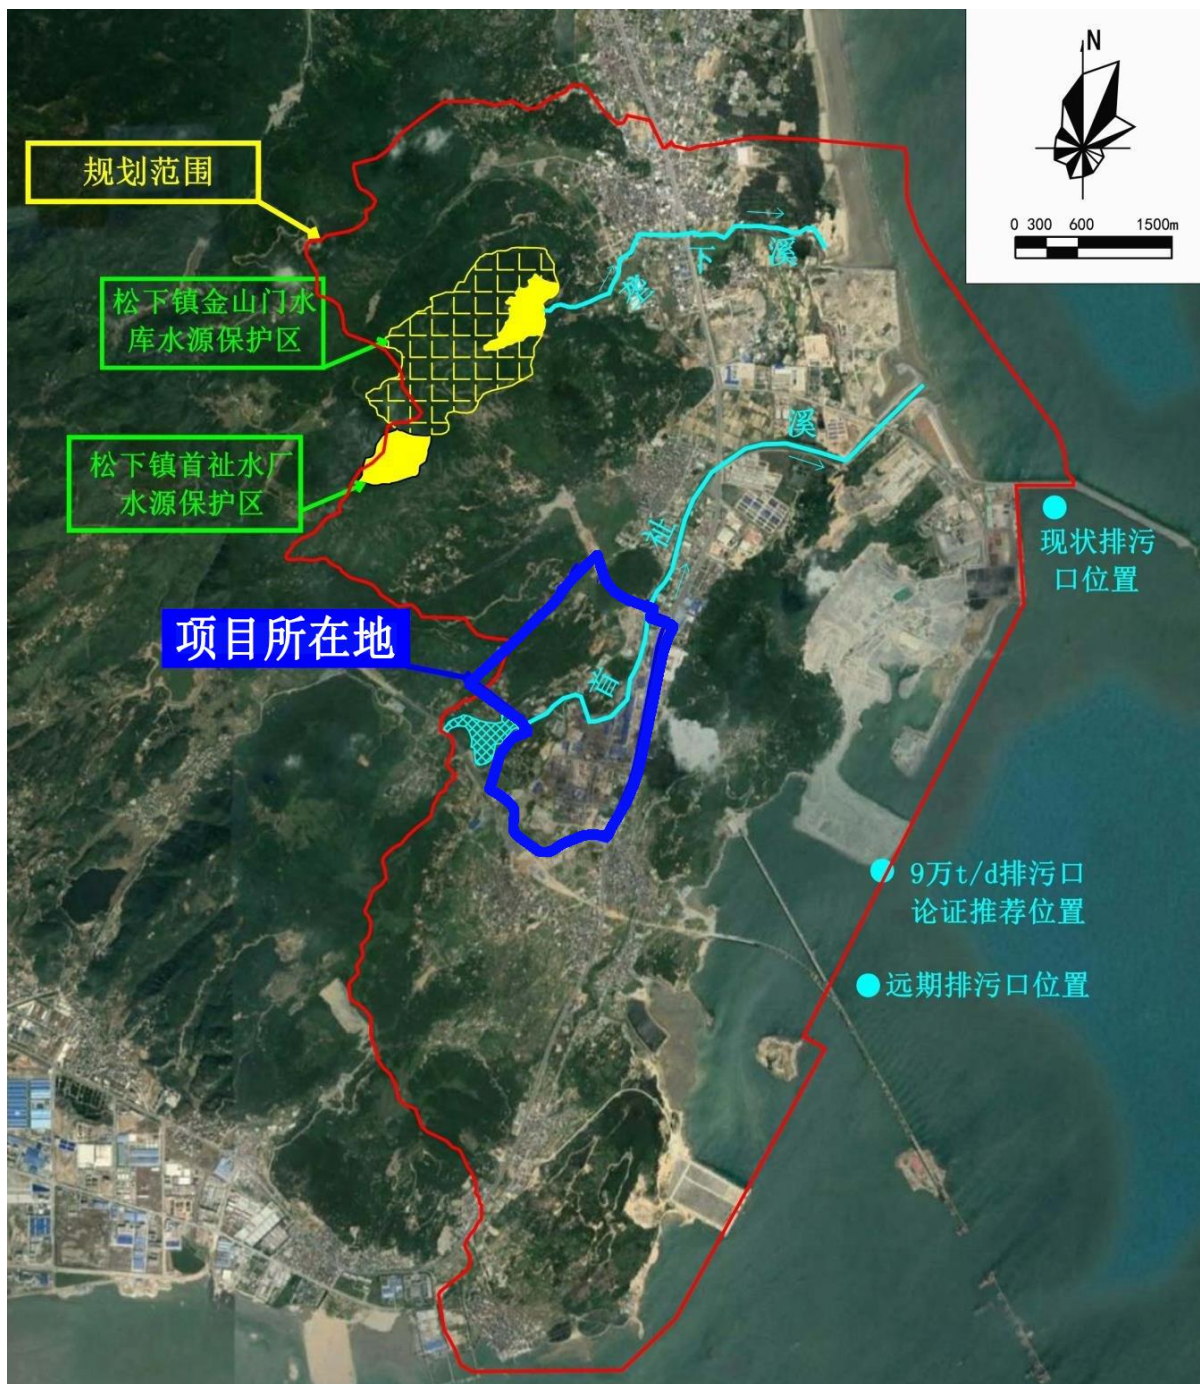 N
0 300 600 1500m
规划范围
松下镇金山门水
库水源保护区
下溪
松下镇首祉水厂
水源保护区
首祉溪
现状排污
口位置
项目所在地
9万t/d排污口
论证推荐位置
远期排污口位置